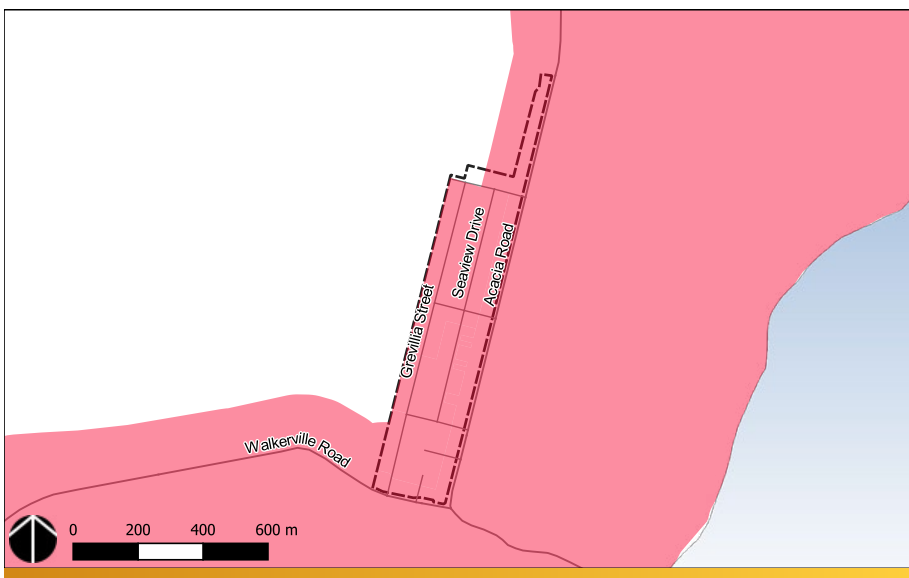 Seaview Drive
Acacia Road
Grevillia Street
Walkerville Road
0 200 400 600 m